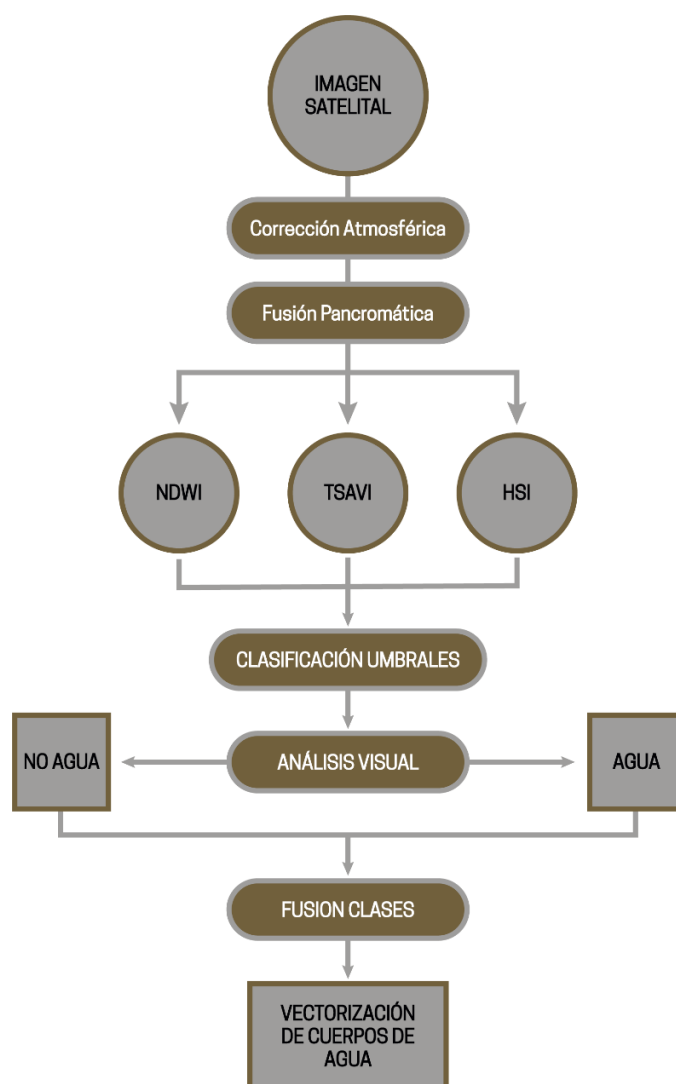 IMAGEN
SATELITAL
Corrección Atmosférica
Fusión Pancromática
NDWI
TSAVI
HSI
CLASIFICACIÓN UMBRALES
NO AGUA
ANÁLISIS VISUAL
AGUA
FUSION CLASES
VECTORIZACIÓN
DE CUERPOS DE
AGUA